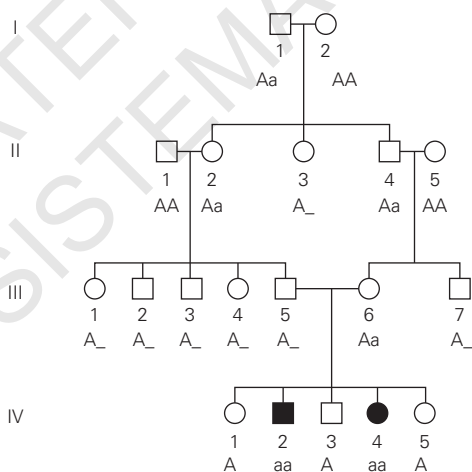 I
1 2
Aa AA
II
1 2 3 4 5
AA Aa A_ Aa AA
III
1 2 3 4 5 6 7
A_ A_ A_ A_ A_ Aa A_
IV
1 2 3 4 5
A aa A aa A
SISTEMA